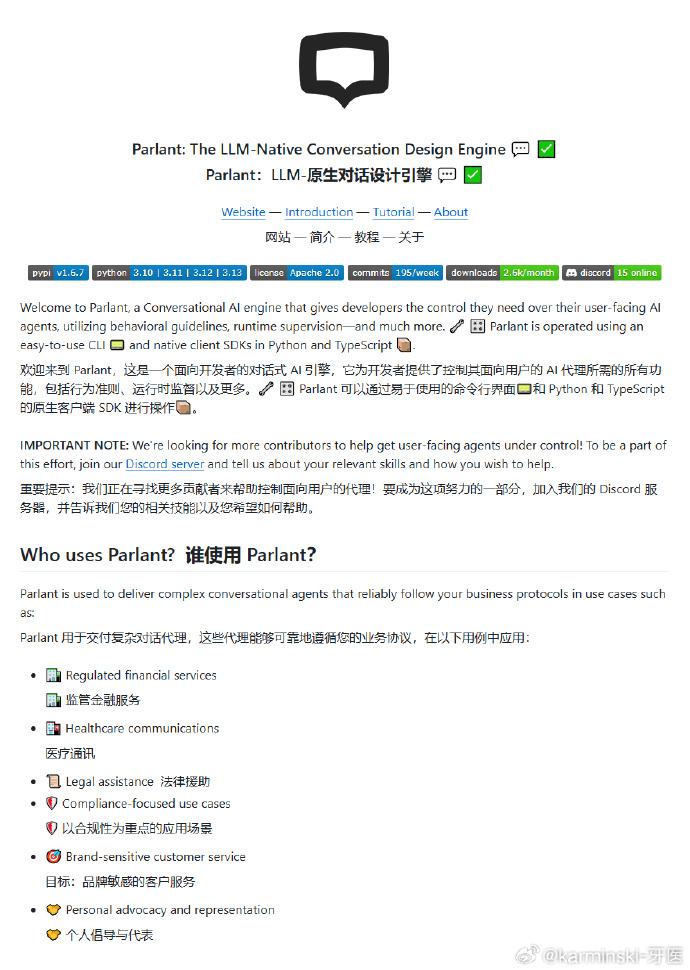 Parlant: The LLM-Native Conversation Design Engine 💬 ✅
Parlant：LLM-原生对话设计引擎 💬 ✅
Website — Introduction — Tutorial — About
网站 — 简介 — 教程 — 关于
pypi v1.6.7 python 3.10 | 3.11 | 3.12 | 3.13 license Apache 2.0 commits 195/week downloads 2.6k/month discord 15 online
Welcome to Parlant, a Conversational AI engine that gives developers the control they need over their user-facing AI
agents, utilizing behavioral guidelines, runtime supervision—and much more. 🔗 🎛️ Parlant is operated using an
easy-to-use CLI 📟 and native client SDKs in Python and TypeScript 📦.
欢迎来到 Parlant，这是一个面向开发者的对话式 AI 引擎，它为开发者提供了控制其面向用户的 AI 代理所需的所有功
能，包括行为准则、运行时监督以及更多。🔗 🎛️ Parlant 可以通过易于使用的命令行界面📟和 Python 和 TypeScript
的原生客户端 SDK 进行操作📦。
IMPORTANT NOTE: We're looking for more contributors to help get user-facing agents under control! To be a part of
this effort, join our Discord server and tell us about your relevant skills and how you wish to help.
重要提示：我们正在寻找更多贡献者来帮助控制面向用户的代理！要成为这项努力的一部分，加入我们的 Discord 服
务器，并告诉我们您的相关技能以及您希望如何帮助。
Who uses Parlant? 谁使用 Parlant?
Parlant is used to deliver complex conversational agents that reliably follow your business protocols in use cases such
as:
Parlant 用于交付复杂对话代理，这些代理能够可靠地遵循您的业务协议，在以下用例中应用：
• 🏦 Regulated financial services
🏦 监管金融服务
• 🏥 Healthcare communications
医疗通讯
• 📜 Legal assistance 法律援助
• 🛡️ Compliance-focused use cases
🛡️ 以合规性为重点的应用场景
• 🎯 Brand-sensitive customer service
目标：品牌敏感的客户服务
• 🤝 Personal advocacy and representation
🤝 个人倡导与代表
@karminski-牙医